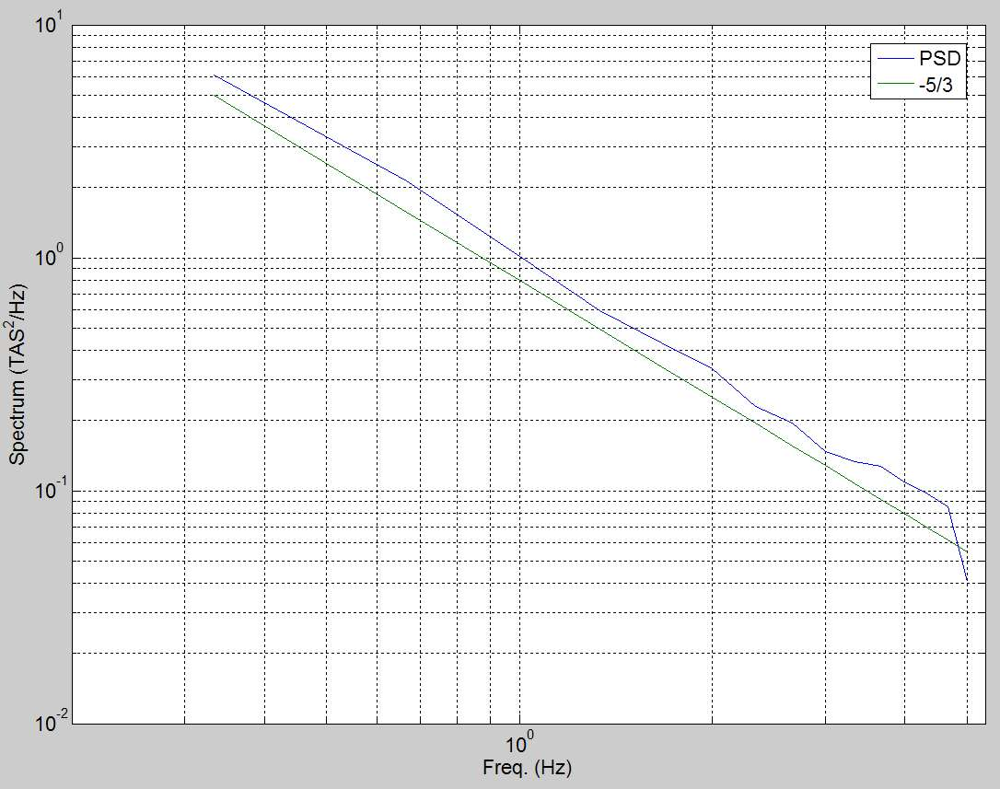 10^1
10^0
10^-1
10^-2
Spectrum (TAS^2/Hz)
PSD
-5/3
10^0
Freq. (Hz)